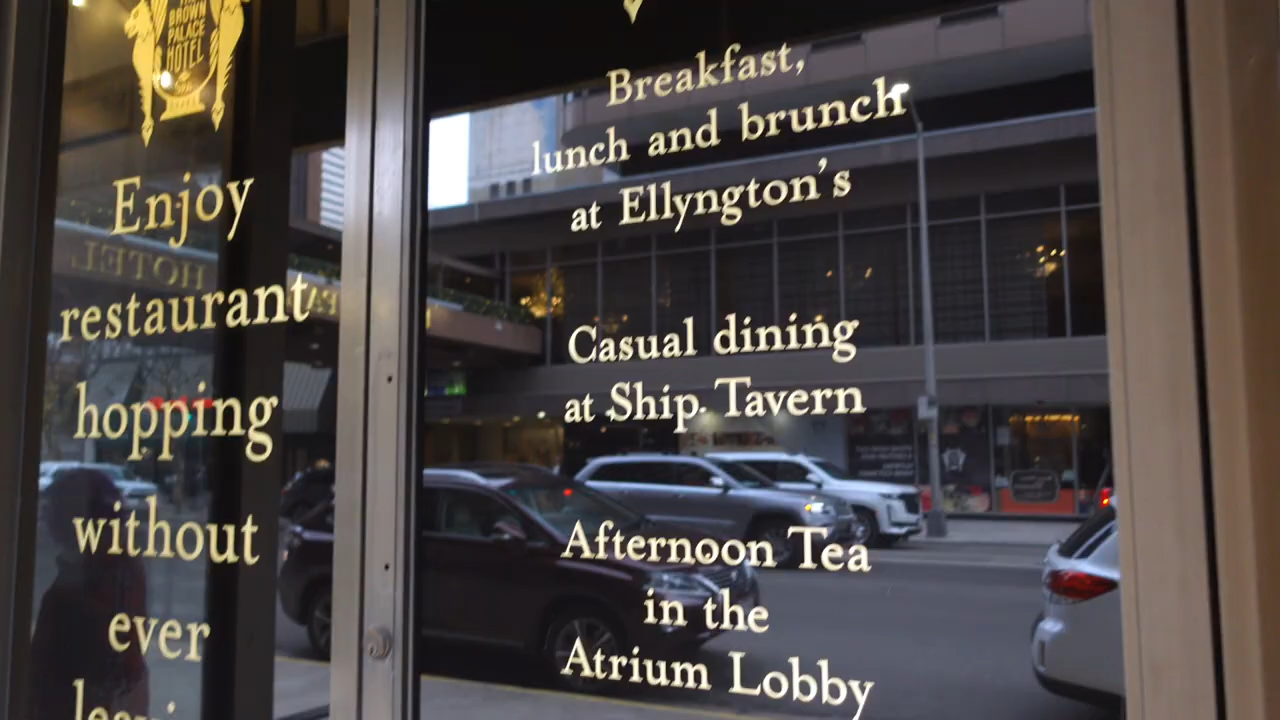 BROWN
PALACE
HOTEL
Enjoy
restaurant
hopping
without
ever
Breakfast,
lunch and brunch
at Ellyngton's
Casual dining
at Ship Tavern
Afternoon Tea
in the
Atrium Lobby
HOTEL